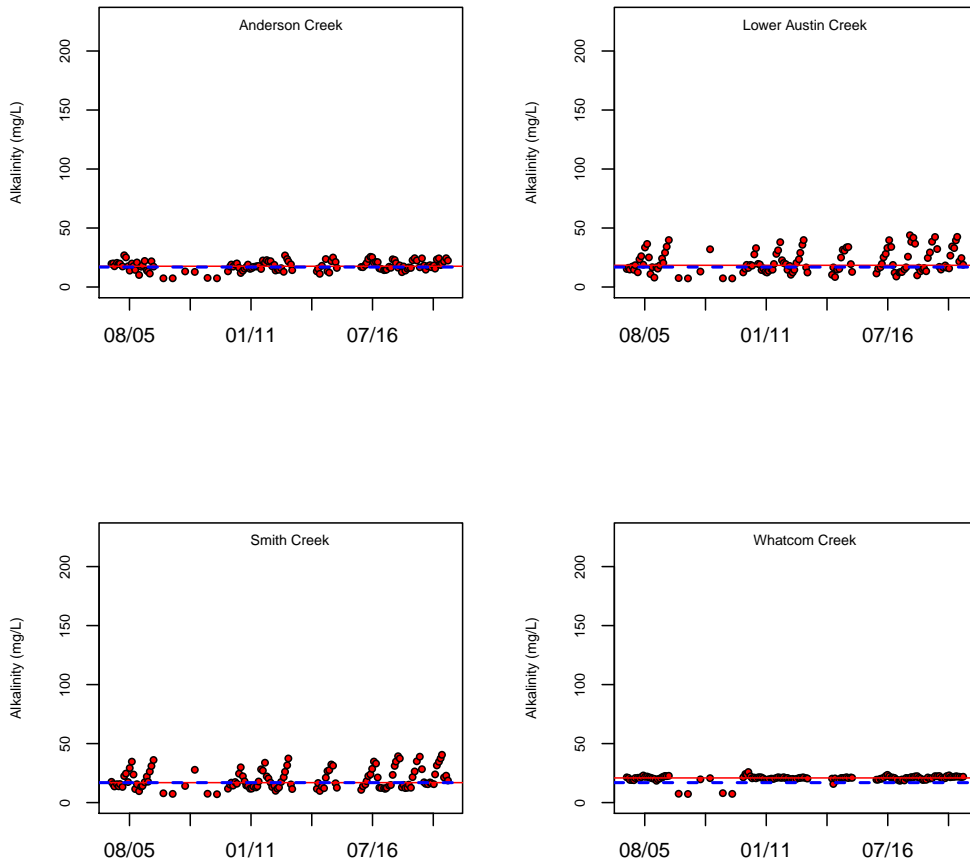 Anderson Creek
Alkalinity (mg/L)
200
150
100
50
0
08/05 01/11 07/16
Lower Austin Creek
Alkalinity (mg/L)
200
150
100
50
0
08/05 01/11 07/16
Smith Creek
Alkalinity (mg/L)
200
150
100
50
0
08/05 01/11 07/16
Whatcom Creek
Alkalinity (mg/L)
200
150
100
50
0
08/05 01/11 07/16